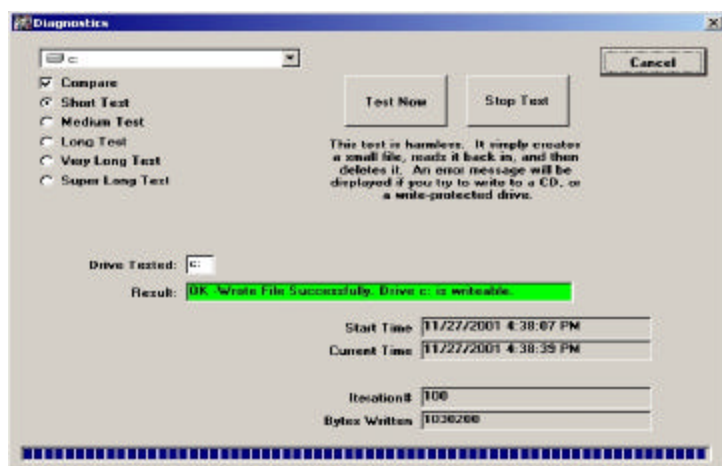 Diagnostics
c:
Cancel
Compare
Short Test
Medium Test
Long Test
Very Long Test
Super Long Test
Test Now
Stop Test
This test is harmless. It simply creates
a small file, reads it back in, and then
deletes it. An error message will be
displayed if you try to write to a CD, or
a write-protected drive.
Drive Tested: c:
Result: OK -Wrote File Successfully. Drive c: is writeable.
Start Time 11/27/2001 4:38:07 PM
Current Time 11/27/2001 4:38:39 PM
Iteration# 100
Bytes Written 1030200